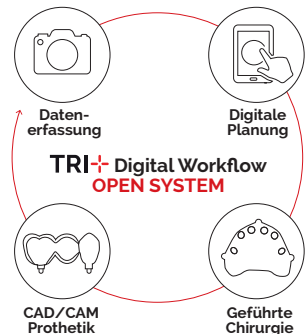 Daten-
erfassung
Digitale
Planung
TRI+ Digital Workflow
OPEN SYSTEM
CAD/CAM
Prothetik
Geführte
Chirurgie